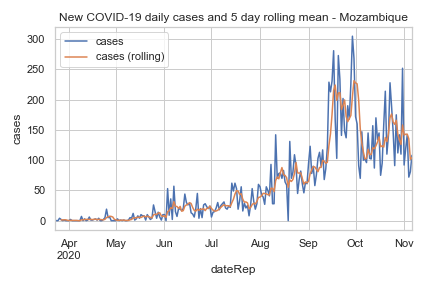 New COVID-19 daily cases and 5 day rolling mean - Mozambique
cases
cases (rolling)
300
250
200
150
100
50
0
cases
Apr
2020
May
Jun
Jul
Aug
Sep
Oct
Nov
dateRep